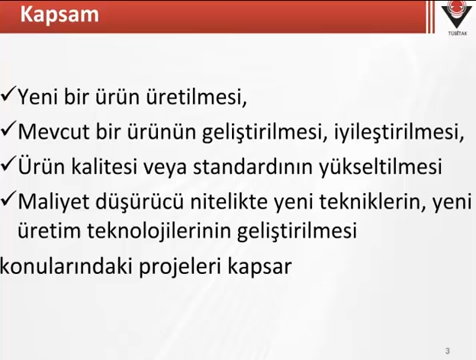 Kapsam
TÜBİTAK
✓Yeni bir ürün üretilmesi,
✓Mevcut bir ürünün geliştirilmesi, iyileştirilmesi,
✓Ürün kalitesi veya standardının yükseltilmesi
✓Maliyet düşürücü nitelikte yeni tekniklerin, yeni
üretim teknolojilerinin geliştirilmesi
konularındaki projeleri kapsar
3